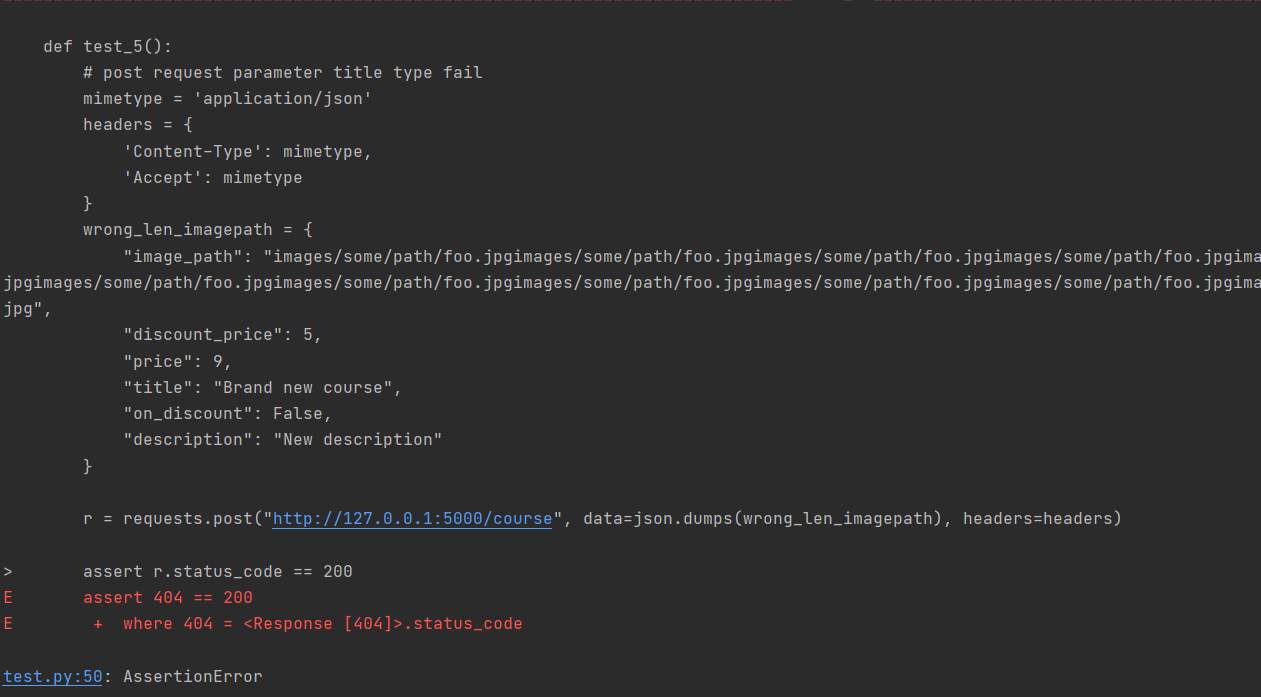 def test_5():
# post request parameter title type fail
mimetype = 'application/json'
headers = {
'Content-Type': mimetype,
'Accept': mimetype
}
wrong_len_imagepath = {
"image_path": "images/some/path/foo.jpgimages/some/path/foo.jpgimages/some/path/foo.jpgimages/some/path/foo.jpgima
jpgimages/some/path/foo.jpgimages/some/path/foo.jpgimages/some/path/foo.jpgimages/some/path/foo.jpgimages/some/path/foo.jpgima
jpg",
"discount_price": 5,
"price": 9,
"title": "Brand new course",
"on_discount": False,
"description": "New description"
}
r = requests.post("http://127.0.0.1:5000/course", data=json.dumps(wrong_len_imagepath), headers=headers)
> assert r.status_code == 200
E assert 404 == 200
E + where 404 = <Response [404]>.status_code
test.py:50: AssertionError